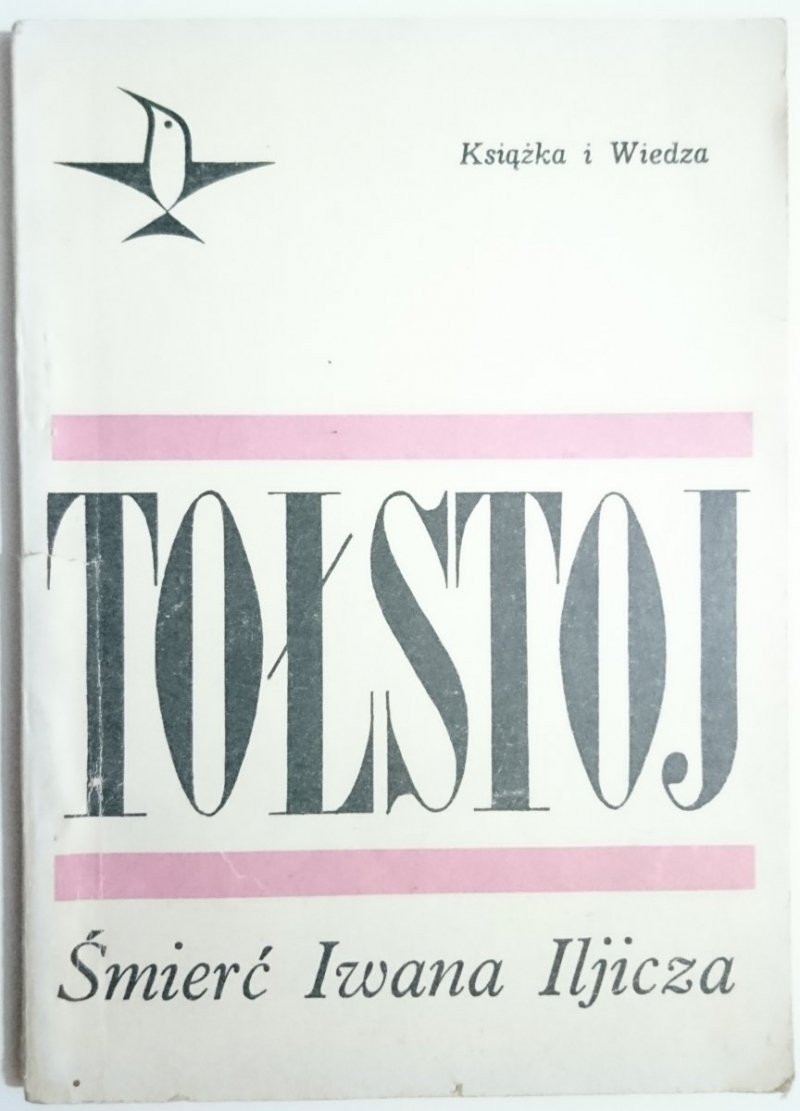 Książka i Wiedza
TOŁSTOJ
Śmierć Iwana Iljicza